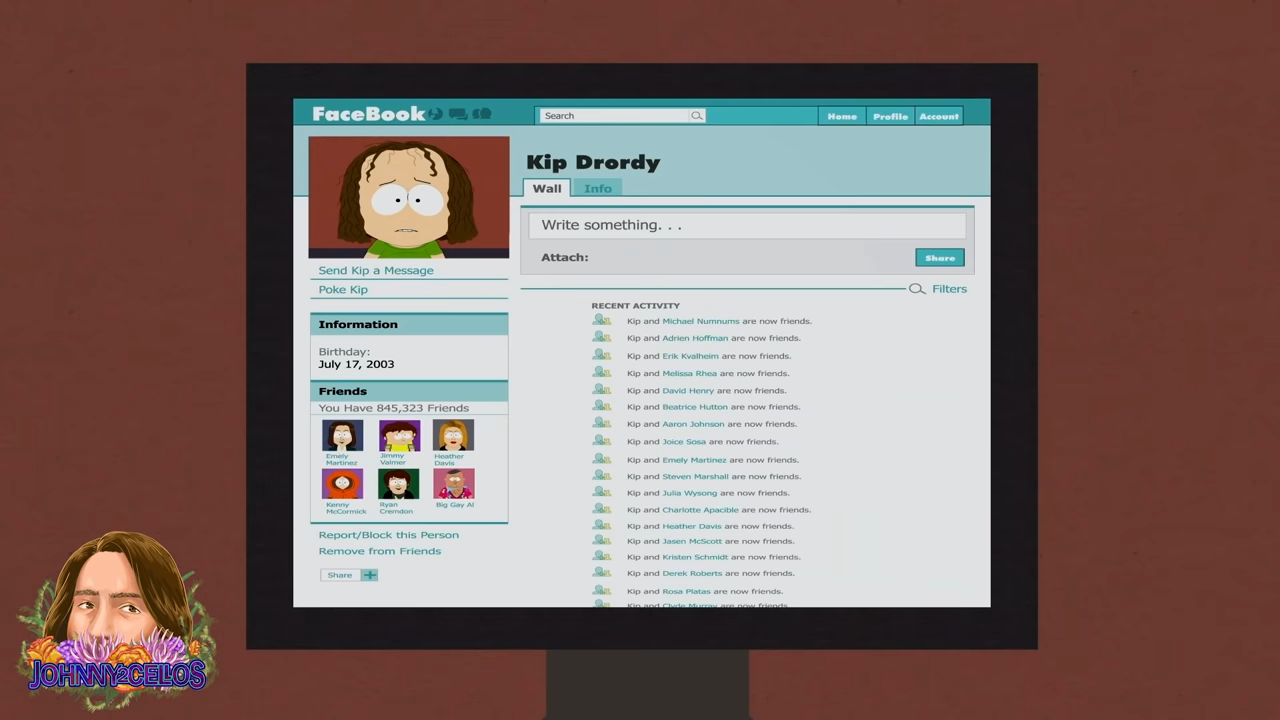 FaceBook
Search
Home
Profile
Account
Kip Drordy
Wall
Info
Write something. . .
Attach:
Share
Filters
Send Kip a Message
Poke Kip
Information
Birthday:
July 17, 2003
Friends
You Have 845,323 Friends
Emely
Martinez
Jimmy
Valmer
Heather
Davis
Kenny
McCormick
Ryan
Cremdon
Big Gay Al
Report/Block this Person
Remove from Friends
Share
RECENT ACTIVITY
Kip and Michael Numnums are now friends.
Kip and Adrien Hoffman are now friends.
Kip and Erik Kvalheim are now friends.
Kip and Melissa Rhea are now friends.
Kip and David Henry are now friends.
Kip and Beatrice Hutton are now friends.
Kip and Aaron Johnson are now friends.
Kip and Joice Sosa are now friends.
Kip and Emely Martinez are now friends.
Kip and Steven Marshall are now friends.
Kip and Julia Wysong are now friends.
Kip and Charlotte Apacible are now friends.
Kip and Heather Davis are now friends.
Kip and Jasen McScott are now friends.
Kip and Kristen Schmidt are now friends.
Kip and Derek Roberts are now friends.
Kip and Rosa Platas are now friends.
Kip and Clyde Murray are now friends.
JOHNNY2CELLOS